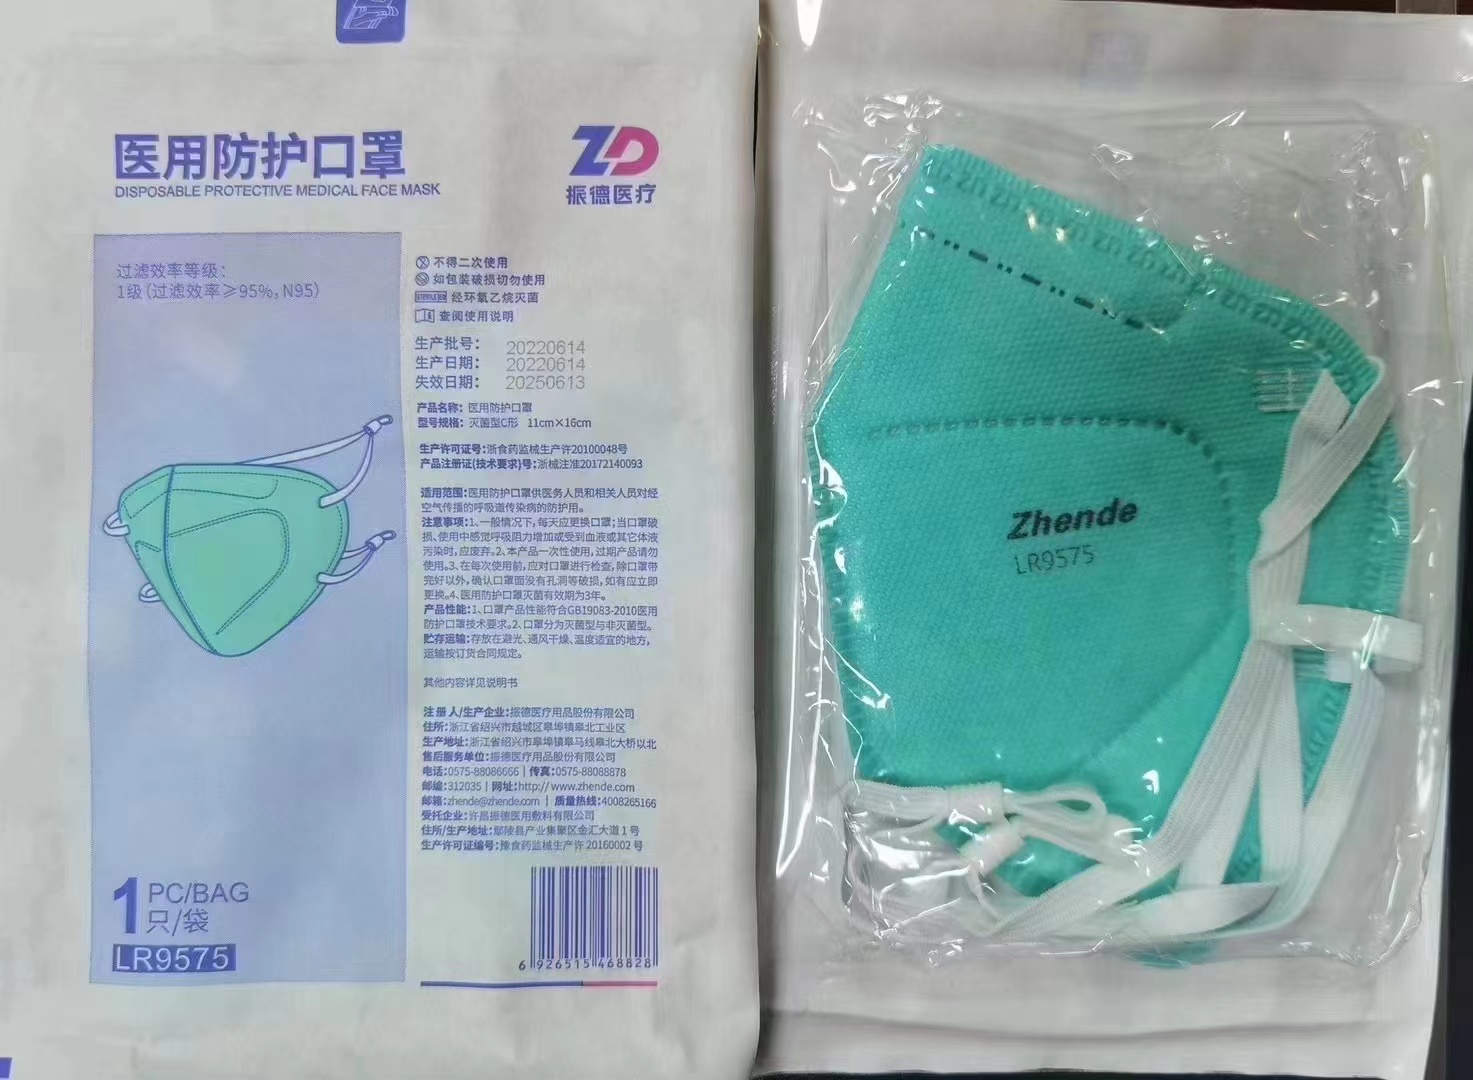 医用防护口罩
DISPOSABLE PROTECTIVE MEDICAL FACE MASK
ZD
振德医疗
过滤效率等级：
1级（过滤效率≥95%，N95）
不得二次使用
如包装破损切勿使用
STERILE EO 经环氧乙烷灭菌
查阅使用说明
生产批号： 20220614
生产日期： 20220614
失效日期： 20250613
产品名称：医用防护口罩
型号规格：灭菌型C形 11cm×16cm
生产许可证号：浙食药监械生产许20100048号
产品注册证（技术要求）号：浙械注准20172140093
适用范围：医用防护口罩供医务人员和相关人员对经
空气传播的呼吸道传染病的防护用。
注意事项：1、一般情况下，每天应更换口罩；当口罩破
损、使用中感觉呼吸阻力增加或受到血液或其它体液
污染时，应废弃。2、本产品一次性使用，过期产品请勿
使用。3、在每次使用前，应对口罩进行检查，除口罩带
完好以外，确认口罩面没有孔洞等破损，如有应立即
更换。4、医用防护口罩灭菌有效期为3年。
产品性能：1、口罩产品性能符合GB19083-2010医用
防护口罩技术要求。2、口罩分为灭菌型与非灭菌型。
贮存运输：存放在避光、通风干燥、温度适宜的地方，
运输按订货合同规定。
其他内容详见说明书
注册人/生产企业：振德医疗用品股份有限公司
住所：浙江省绍兴市越城区皋埠镇皋北工业区
生产地址：浙江省绍兴市皋埠镇皋马线皋北大桥以北
售后服务单位：振德医疗用品股份有限公司
电话：0575-88086666 | 传真：0575-88088878
邮编：312035 | 网址：http://www.zhende.com
邮箱：zhende@zhende.com | 质量热线：4008265166
受托企业：许昌振德医用敷料有限公司
住所/生产地址：鄢陵县产业集聚区金汇大道1号
生产许可证编号：豫食药监械生产许20160002号
1 PC/BAG
只/袋
LR9575
6 926515 468828
Zhende
LR9575